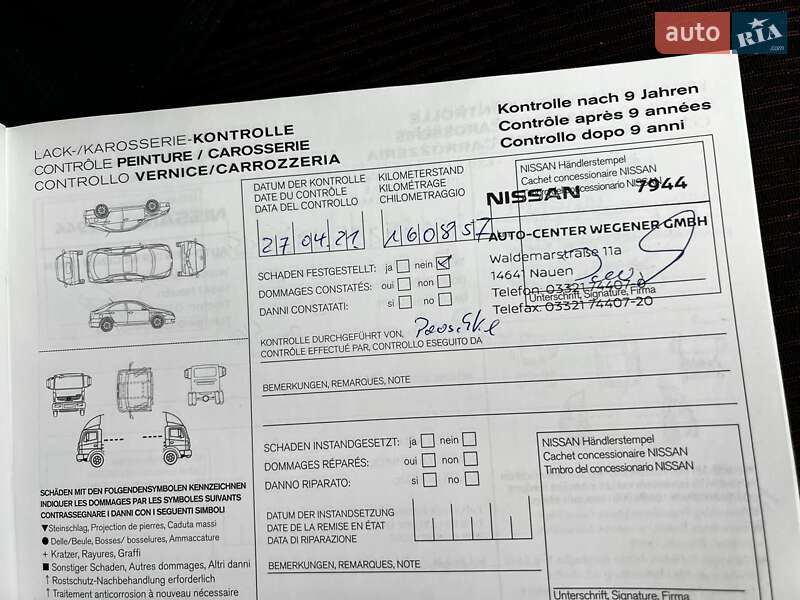 auto RIA .com
Kontrolle nach 9 Jahren
Contrôle après 9 années
Controllo dopo 9 anni
LACK-/KAROSSERIE-KONTROLLE
CONTRÔLE PEINTURE / CAROSSERIE
CONTROLLO VERNICE/CARROZZERIA
DATUM DER KONTROLLE
DATE DU CONTRÔLE
DATA DEL CONTROLLO
27 04 21
KILOMETERSTAND
KILOMÉTRAGE
CHILOMETRAGGIO
160857
NISSAN Händlerstempel
Cachet concessionnaire NISSAN
Timbro del concessionario NISSAN
NISSAN 7944
AUTO-CENTER WEGENER GMBH
Waldemarstraße 11a
14641 Nauen
Telefon. 03321 74407-0
Telefax. 03321 74407-20
Unterschrift, Signature, Firma
SCHADEN FESTGESTELLT: ja nein
DOMMAGES CONSTATÉS: oui non
DANNI CONSTATATI: si no
KONTROLLE DURCHGEFÜHRT VON,
CONTRÔLE EFFECTUÉ PAR, CONTROLLO ESEGUITO DA
BEMERKUNGEN, REMARQUES, NOTE
SCHADEN INSTANDGESETZT: ja nein
DOMMAGES RÉPARÉS: oui non
DANNO RIPARATO: si no
DATUM DER INSTANDSETZUNG
DATE DE LA REMISE EN ÉTAT
DATA DI RIPARAZIONE
NISSAN Händlerstempel
Cachet concessionnaire NISSAN
Timbro del concessionario NISSAN
BEMERKUNGEN, REMARQUES, NOTE
Unterschrift, Signature, Firma
SCHÄDEN MIT DEN FOLGENDENSYMBOLEN KENNZEICHNEN
INDIQUER LES DOMMAGES PAR LES SYMBOLES SUIVANTS
CONTRASSEGNARE I DANNI CON I SEGUENTI SIMBOLI
▼Steinschlag, Projection de pierres, Caduta massi
● Delle/Beule, Bosses/ bosselures, Ammaccature
+ Kratzer, Rayures, Graffi
■ Sonstiger Schaden, Autres dommages, Altri danni
↑ Rostschutz-Nachbehandlung erforderlich
↑ Traitement anticorrosion à nouveau nécessaire